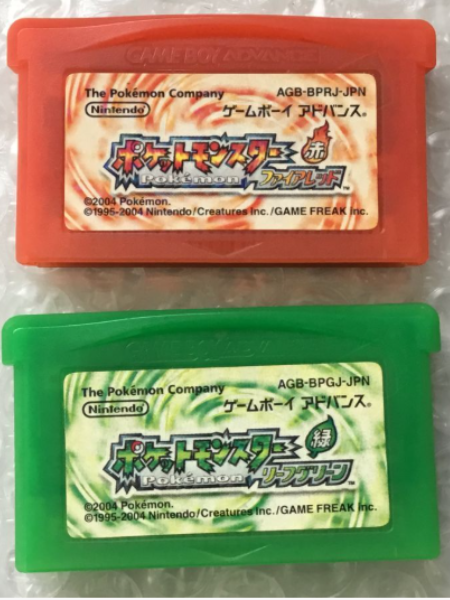 GAME BOY ADVANCE
The Pokémon Company AGB-BPRJ-JPN
Nintendo® ゲームボーイ アドバンス®
ポケットモンスター 赤
Pokémon ファイアレッド™
©2004 Pokémon.
©1995-2004 Nintendo/Creatures inc./GAME FREAK inc.
The Pokémon Company AGB-BPGJ-JPN
Nintendo® ゲームボーイ アドバンス®
ポケットモンスター 緑
Pokémon リーフグリーン™
©2004 Pokémon.
©1995-2004 Nintendo/Creatures inc./GAME FREAK inc.